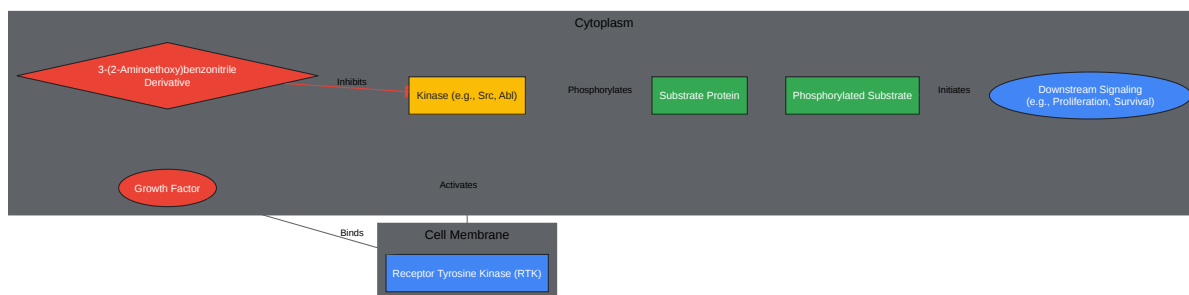 Cytoplasm
3-(2-Aminoethoxy)benzonitrile
Derivative
Inhibits
Kinase (e.g., Src, Abl)
Phosphorylates
Substrate Protein
Phosphorylated Substrate
Initiates
Downstream Signaling
(e.g., Proliferation, Survival)
Growth Factor
Activates
Binds
Cell Membrane
Receptor Tyrosine Kinase (RTK)